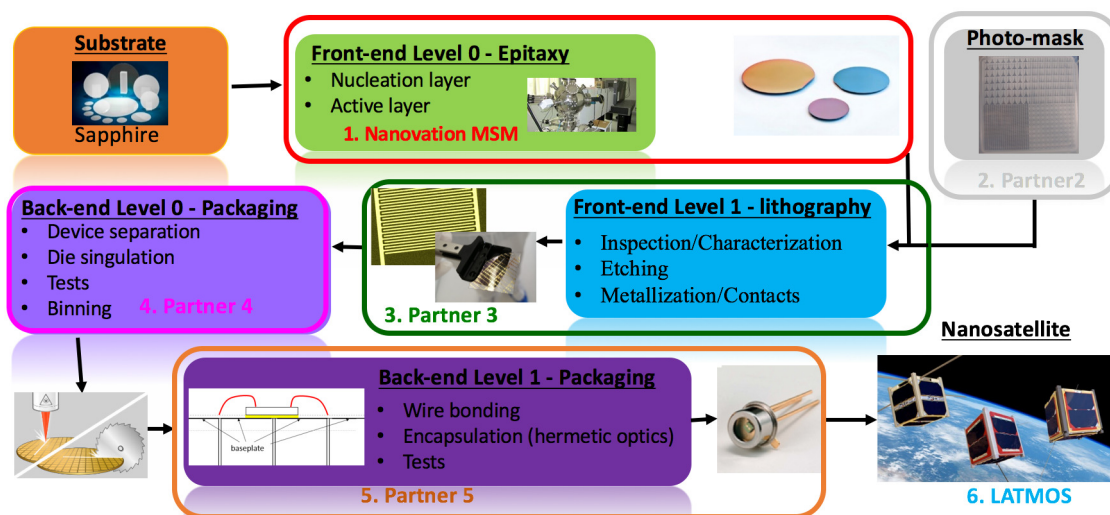 Substrate
Sapphire
Front-end Level 0 - Epitaxy
• Nucleation layer
• Active layer
1. Nanovation MSM
Photo-mask
2. Partner2
Back-end Level 0 - Packaging
• Device separation
• Die singulation
• Tests
• Binning
4. Partner 4
Front-end Level 1 - lithography
• Inspection/Characterization
• Etching
• Metallization/Contacts
3. Partner 3
Nanosatellite
Back-end Level 1 - Packaging
• Wire bonding
• Encapsulation (hermetic optics)
• Tests
baseplate
5. Partner 5
6. LATMOS